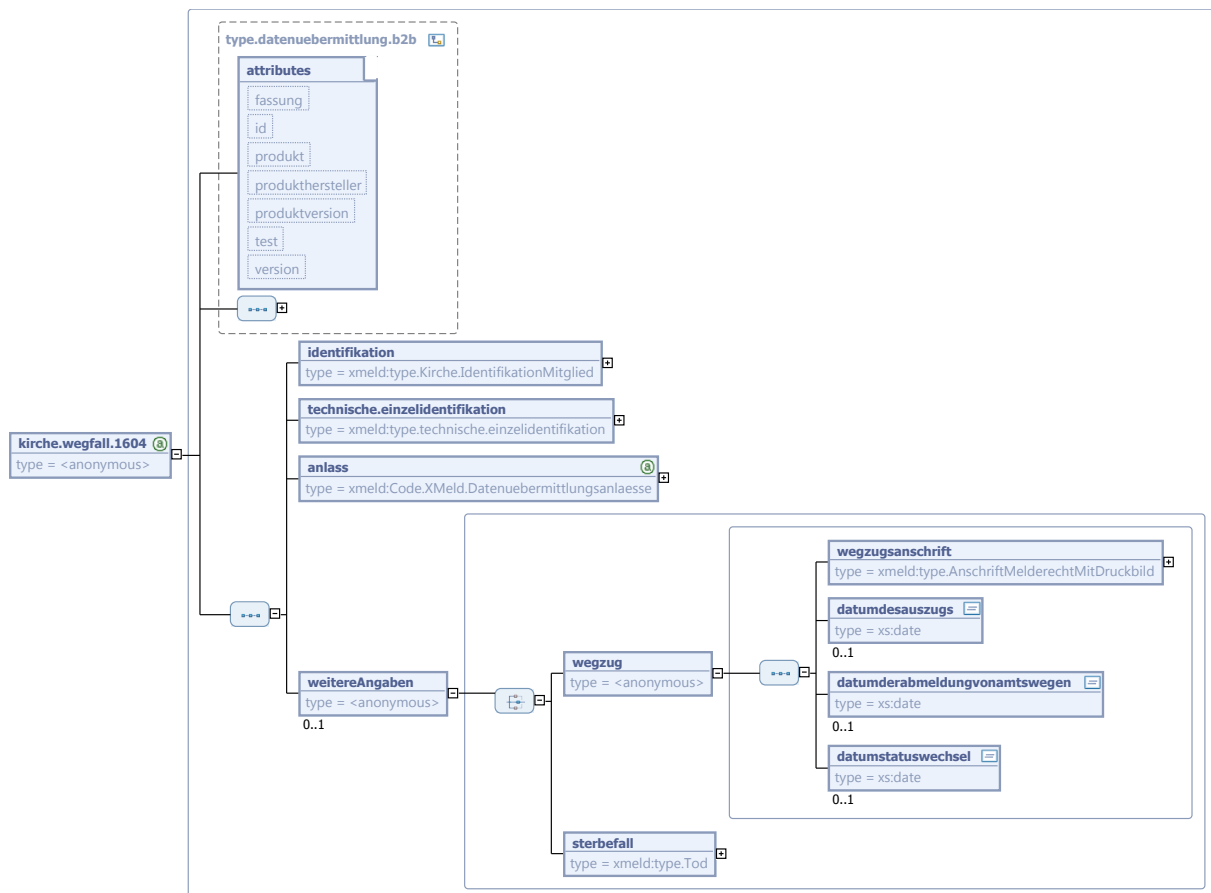 type.datenuebermittlung.b2b
attributes
fassung
id
produkt
produkthersteller
produktversion
test
version
identifikation
type = xmeld:type.Kirche.IdentifikationMitglied
technische.einzelidentifikation
type = xmeld:type.technische.einzelidentifikation
kirche.wegfall.1604 a
type = <anonymous>
anlass a
type = xmeld:Code.XMeld.Datenuebermittlungsanlaesse
wegzugsanschrift
type = xmeld:type.AnschriftMelderechtMitDruckbild
datumdesauszugs
type = xs:date
0..1
wegzug
type = <anonymous>
weitereAngaben
type = <anonymous>
0..1
datumderabmeldungvonamtswegen
type = xs:date
0..1
datumstatuswechsel
type = xs:date
0..1
sterbefall
type = xmeld:type.Tod